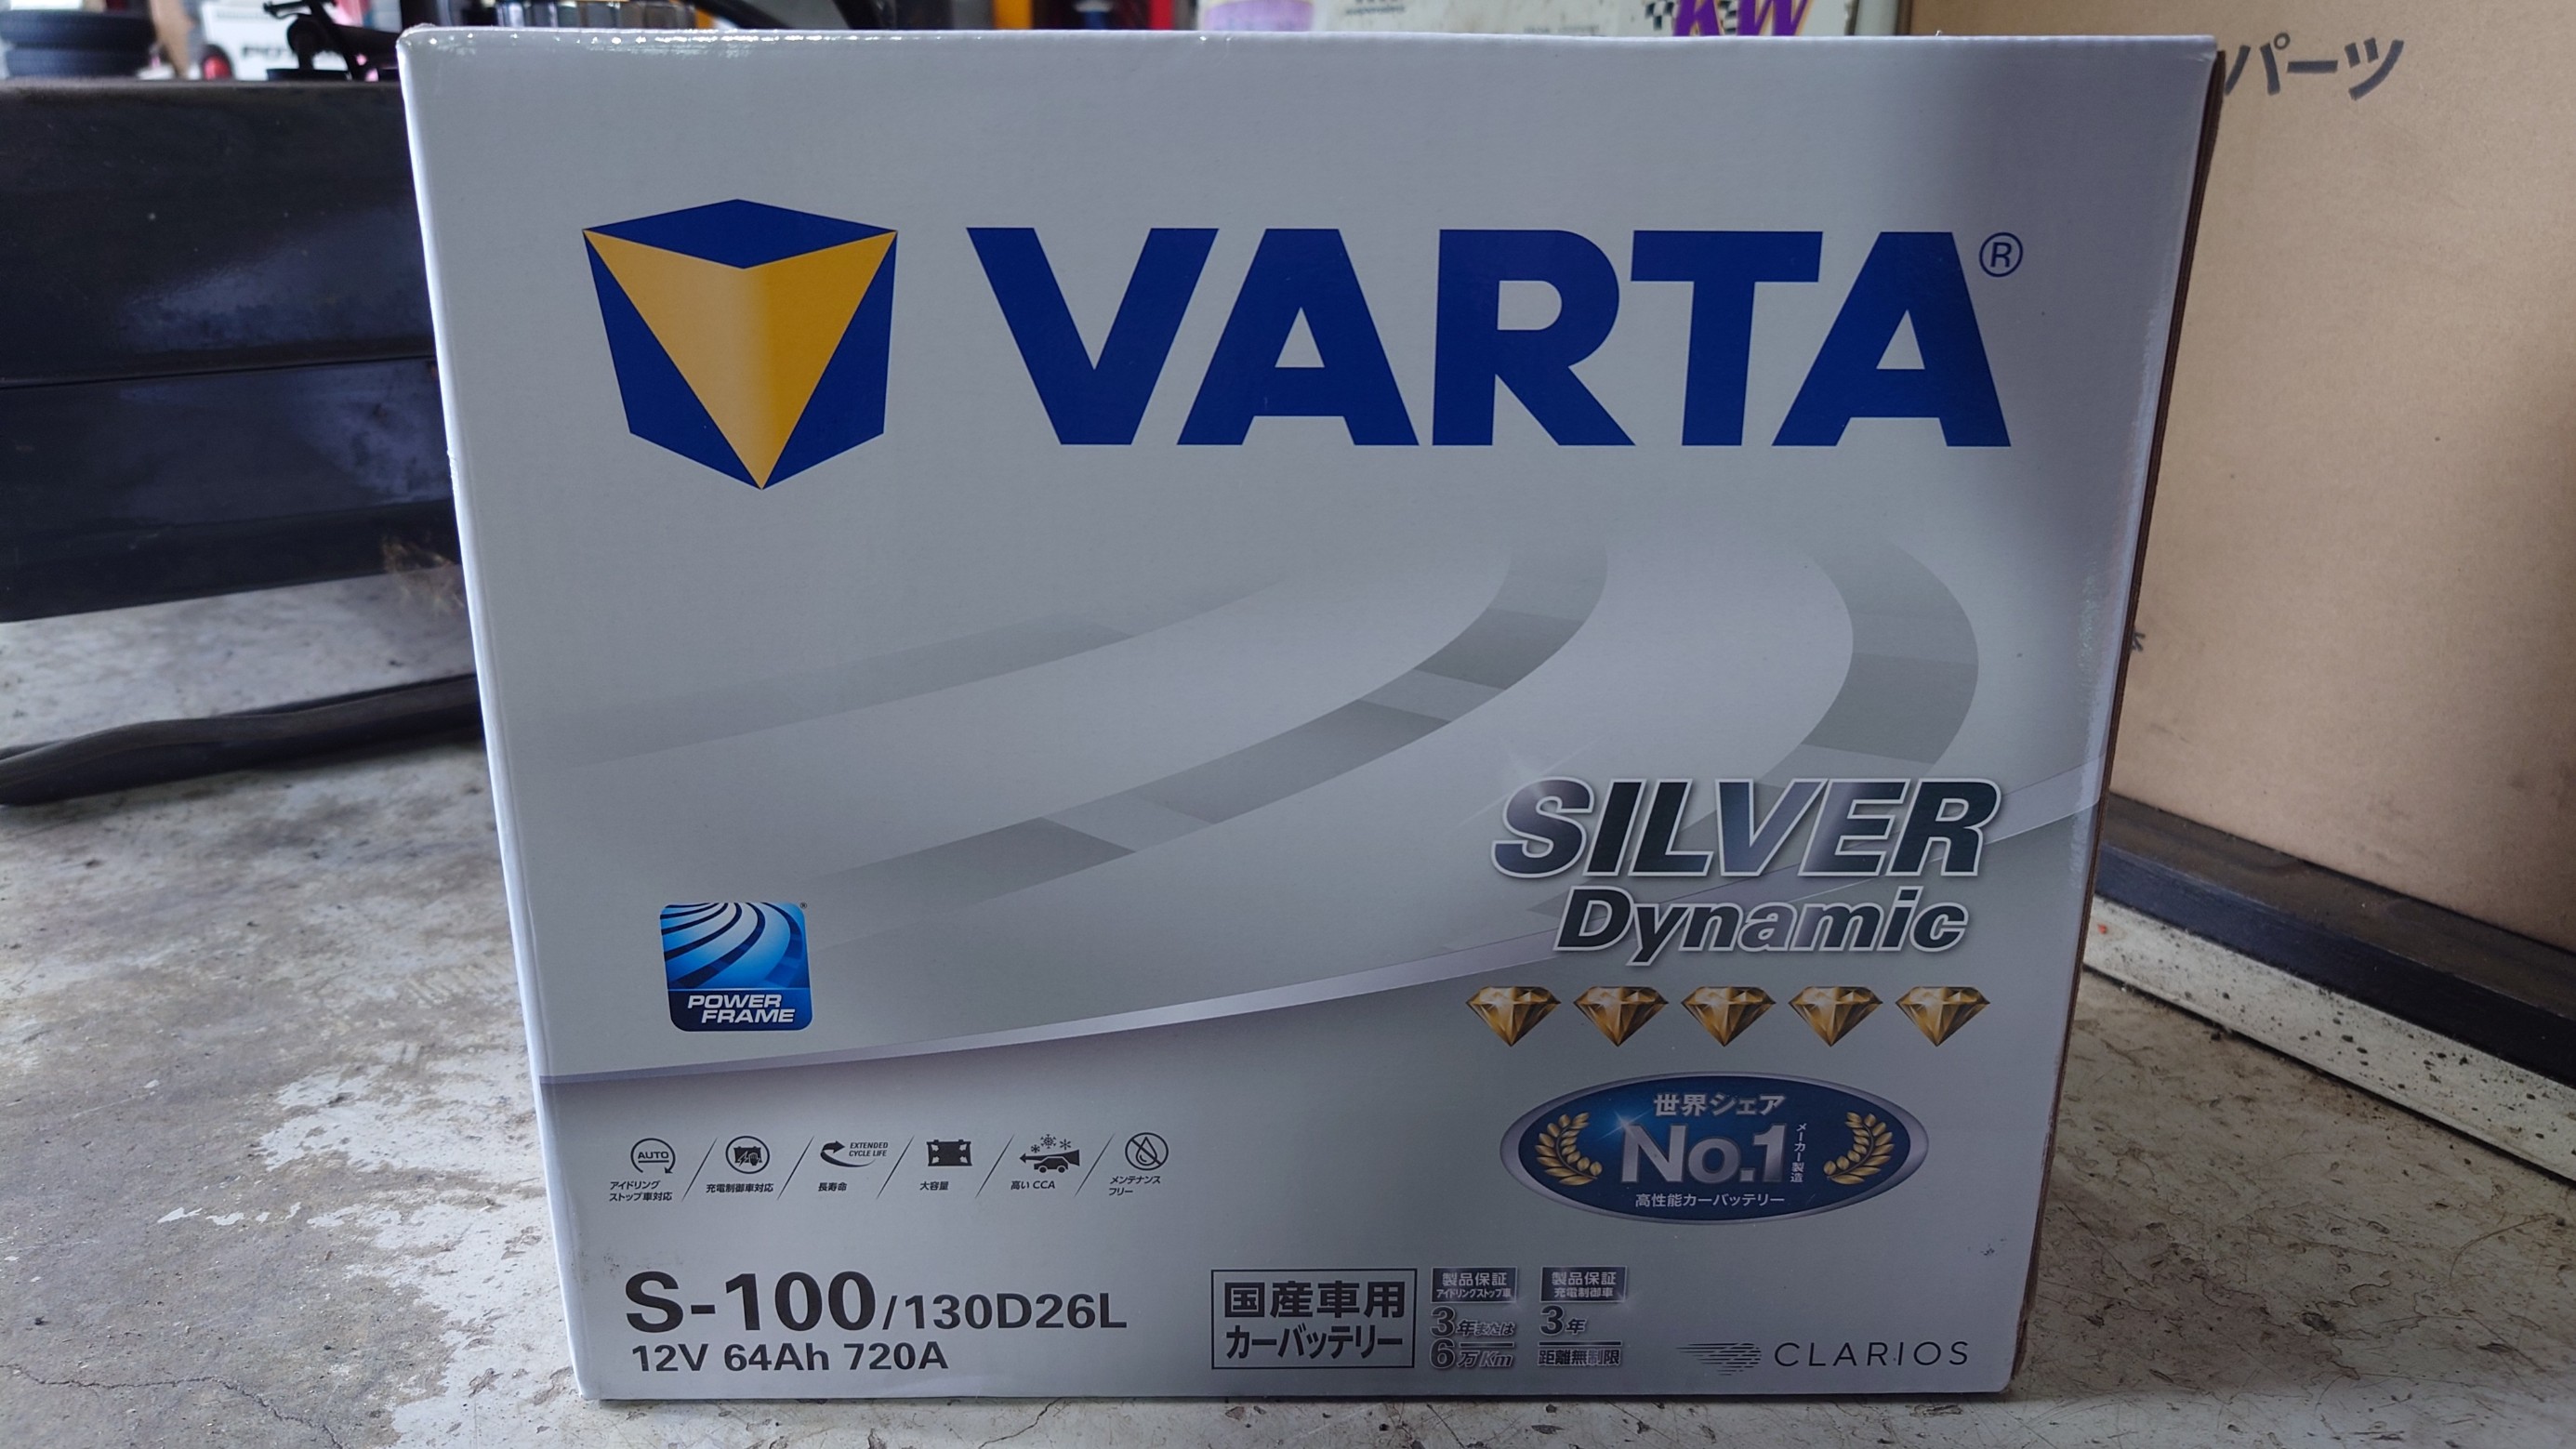 KW
パーツ
VARTA®
SILVER
Dynamic
POWER
FRAME
世界シェア
No.1
メーカー製造
高性能カーバッテリー
AUTO
EXTENDED
CYCLE LIFE
アイドリング
ストップ車対応
充電制御車対応
長寿命
大容量
高い CCA
メンテナンス
フリー
S-100/130D26L
12V 64Ah 720A
国産車用
カーバッテリー
製品保証
アイドリングストップ車
3年または
6万Km
製品保証
充電制御車
3年
距離無制限
CLARIOS